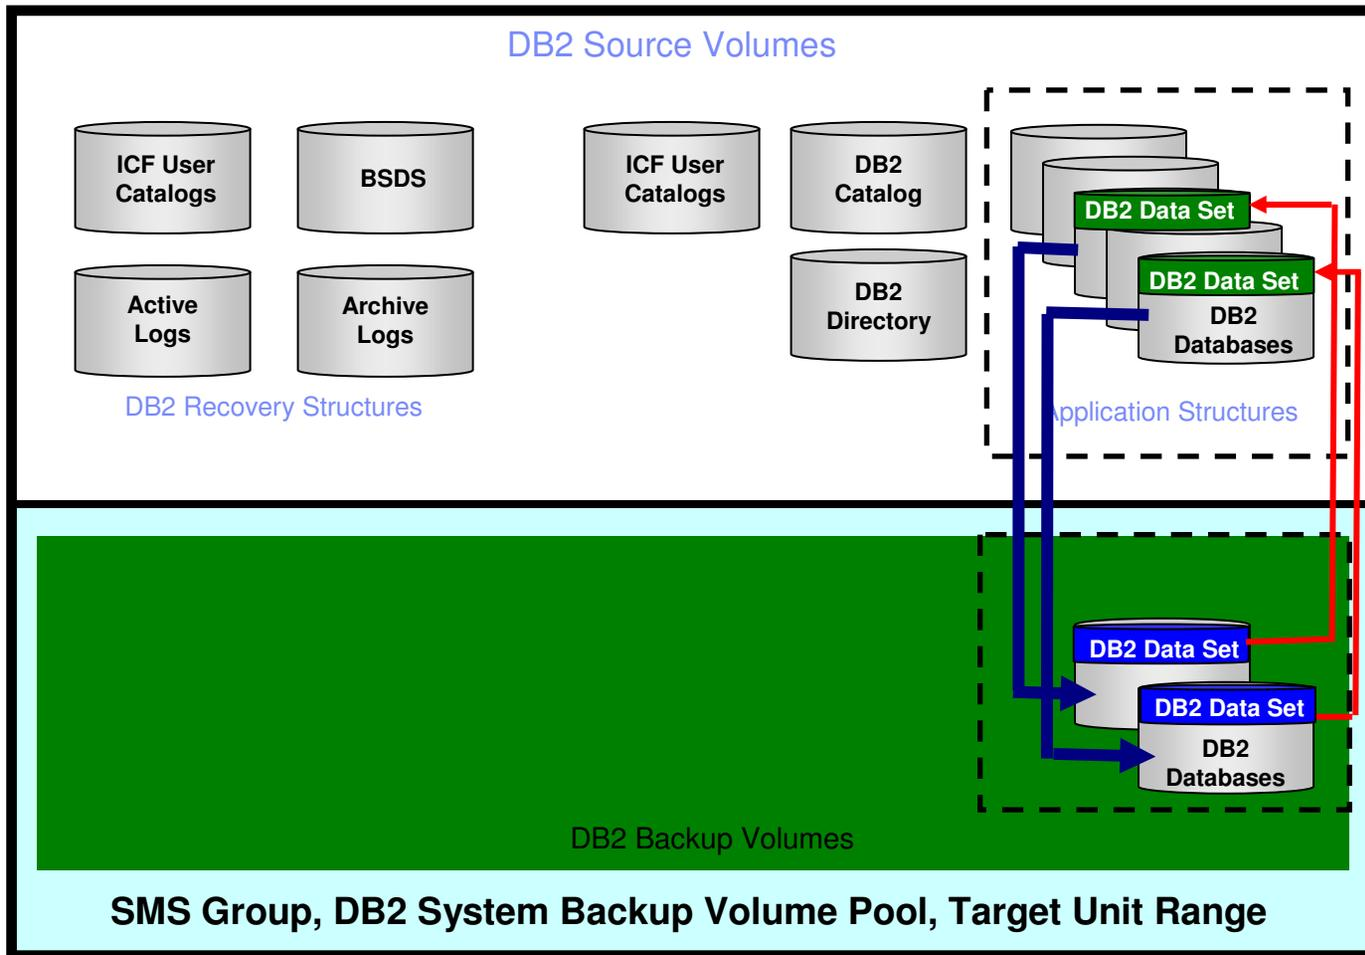 DB2 Source Volumes
ICF User
Catalogs
BSDS
ICF User
Catalogs
DB2
Catalog
DB2 Data Set
Active
Logs
Archive
Logs
DB2
Directory
DB2 Data Set
DB2
Databases
DB2 Recovery Structures
Application Structures
DB2 Data Set
DB2 Data Set
DB2
Databases
DB2 Backup Volumes
SMS Group, DB2 System Backup Volume Pool, Target Unit Range